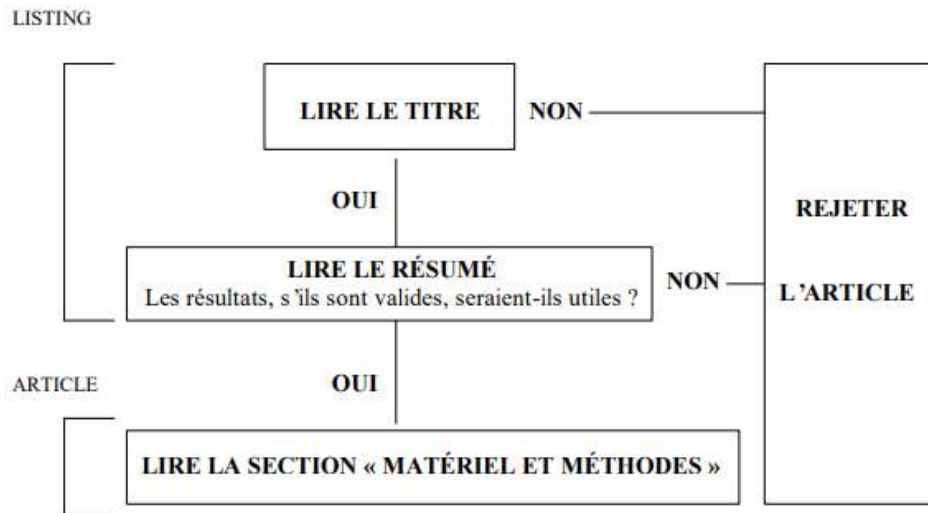 LISTING
LIRE LE TITRE
NON
OUI
REJETER
L'ARTICLE
LIRE LE RÉSUMÉ
Les résultats, s'ils sont valides, seraient-ils utiles ?
NON
ARTICLE
OUI
LIRE LA SECTION « MATÉRIEL ET MÉTHODES »